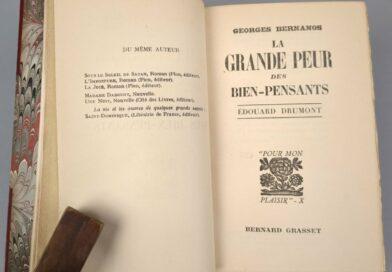 DU MÊME AUTEUR
SOUS LE SOLEIL DE SATAN, Roman (Plon, éditeur).
L'IMPOSTURE, Roman (Plon, éditeur).
LA JOIE, Roman (Plon, éditeur).
MADAME DARGENT, Nouvelle.
UNE NUIT, Nouvelle (Cité des Livres, éditeur).
La vie et les œuvres de quelques grands
SAINT-DOMINIQUE, (Librairie de France, éditeur).
GEORGES BERNANOS
LA
GRANDE PEUR
DES
BIEN-PENSANTS
ÉDOUARD DRUMONT
"POUR MON
PLAISIR" - X
BERNARD GRASSET